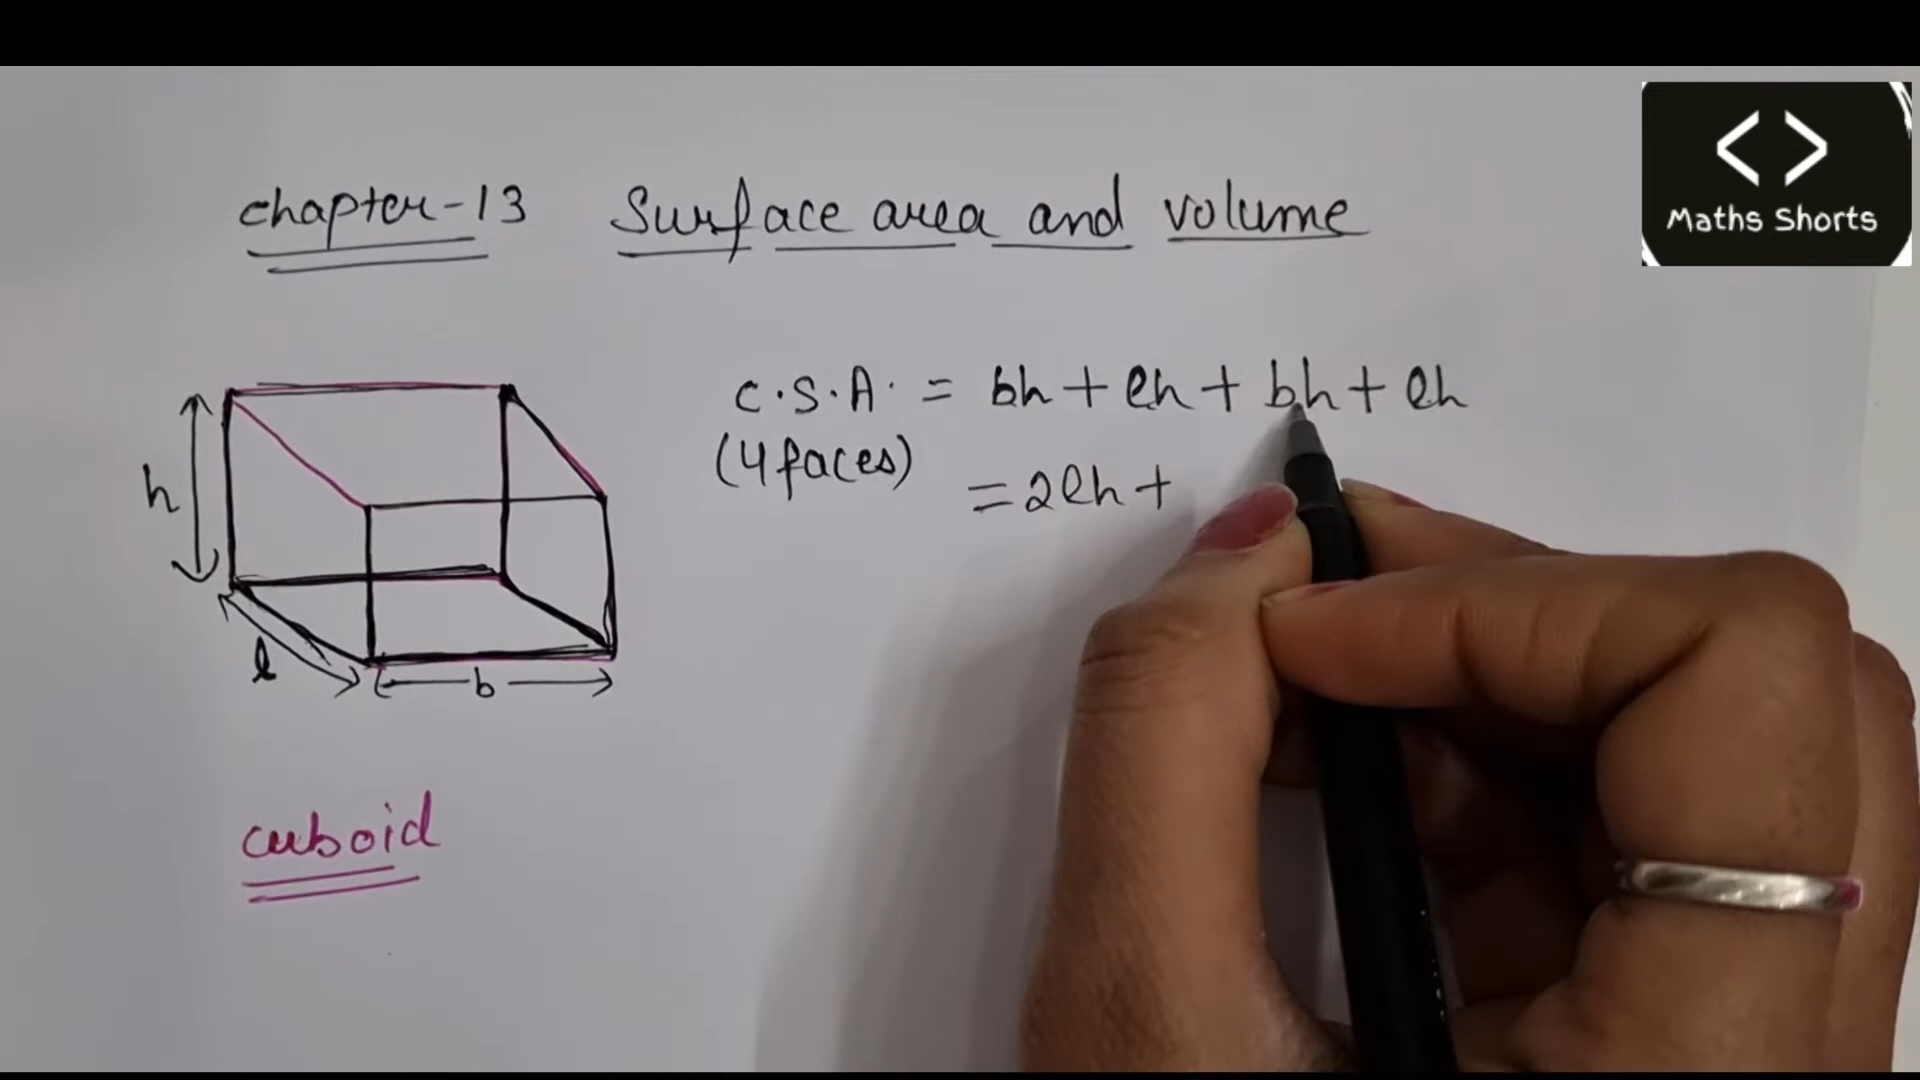 chapter-13 Surface area and volume
<>
Maths Shorts
C.S.A. = bh + lh + bh + lh
(4 faces)
= 2lh +
h
l
b
cuboid